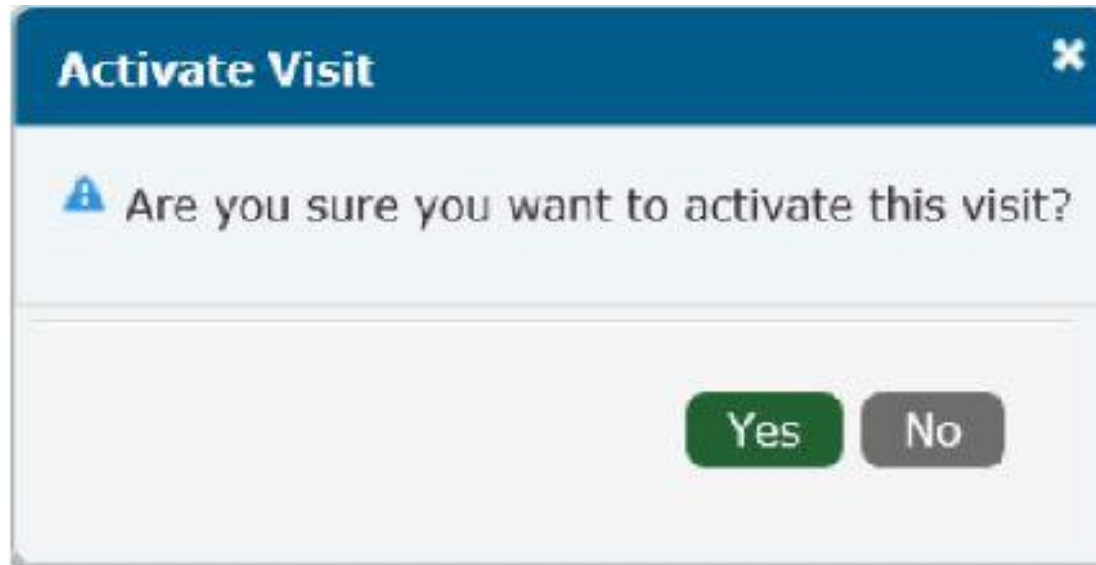 Activate Visit
Are you sure you want to activate this visit?
Yes No